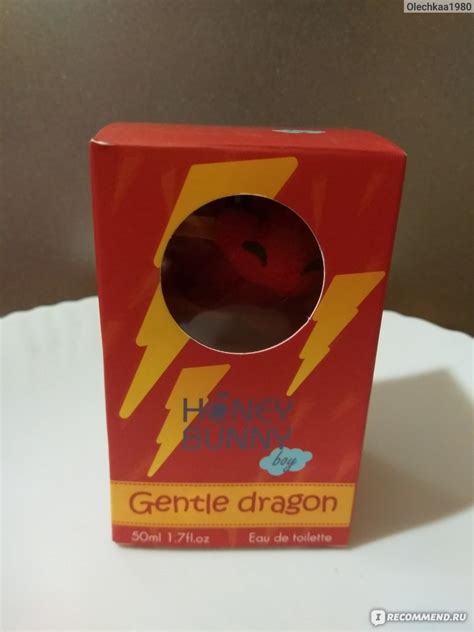 Olechkaa1980
HONEY
BUNNY
boy
Gentle dragon
50ml 1.7fl.oz Eau de toilette
I RECOMMEND.RU